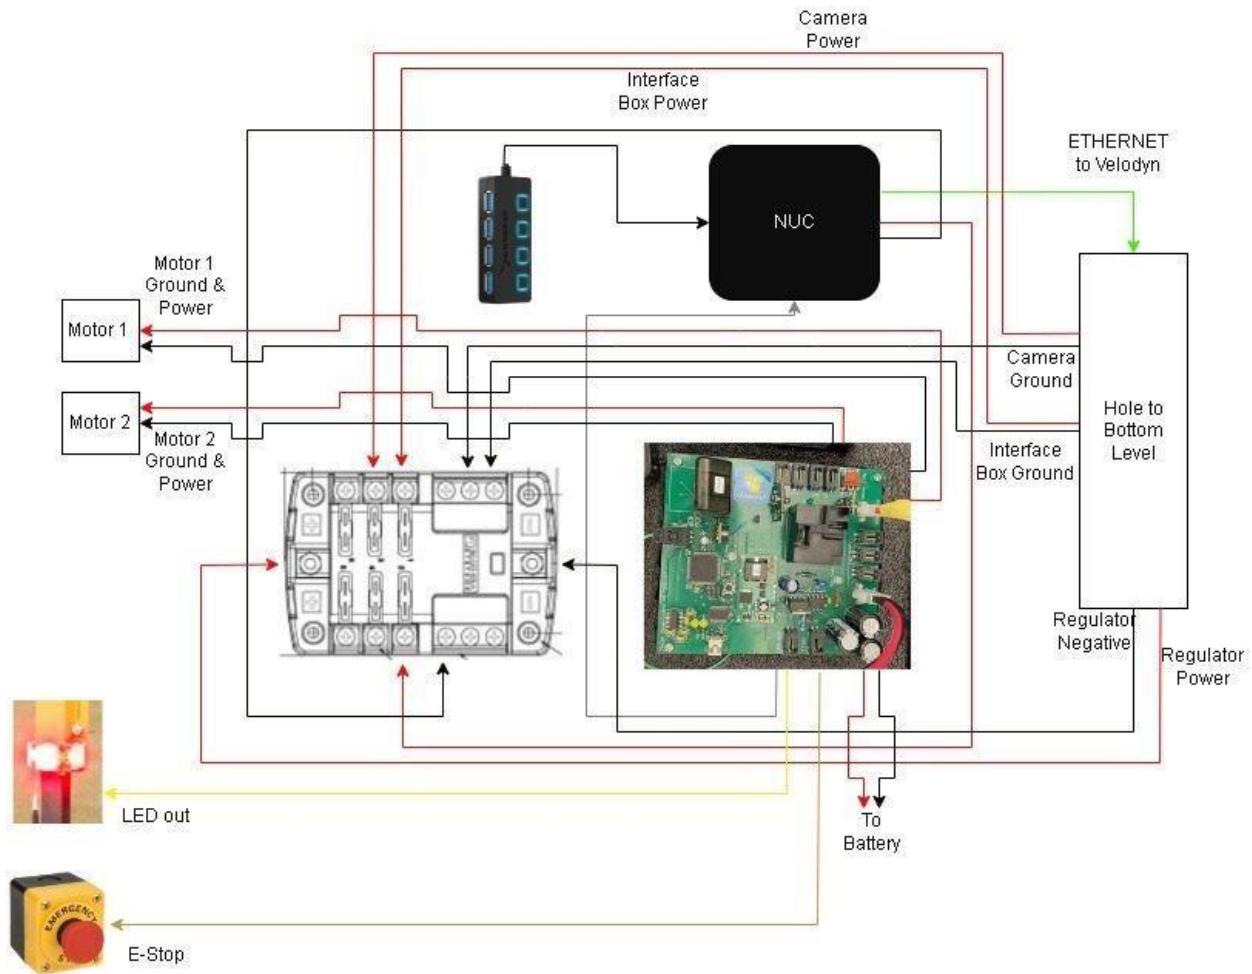 Camera
Power
Interface
Box Power
ETHERNET
to Velodyn
NUC
Motor 1
Ground &
Power
Motor 1
Camera
Ground
Motor 2
Motor 2
Ground &
Power
Hole to
Bottom
Level
Interface
Box Ground
Regulator
Negative
Regulator
Power
LED out
To
Battery
EMERGENCY
E-Stop